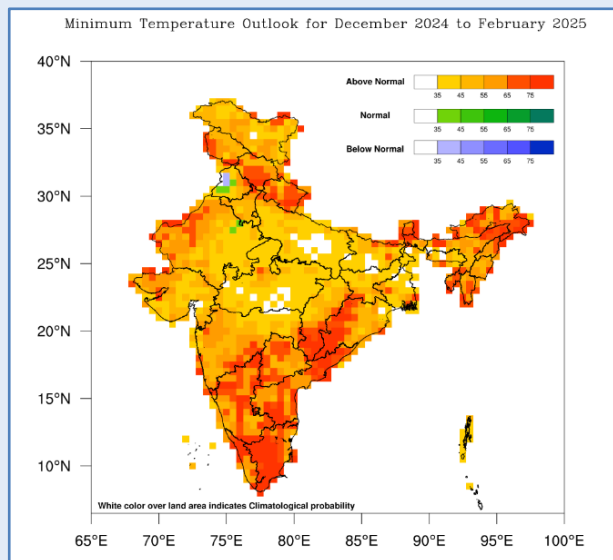 Minimum Temperature Outlook for December 2024 to February 2025
40°N
35°N
30°N
25°N
20°N
15°N
10°N
Above Normal
35 45 55 65 75
Normal
35 45 55 65 75
Below Normal
35 45 55 65 75
White color over land area indicates Climatological probability
65°E 70°E 75°E 80°E 85°E 90°E 95°E 100°E